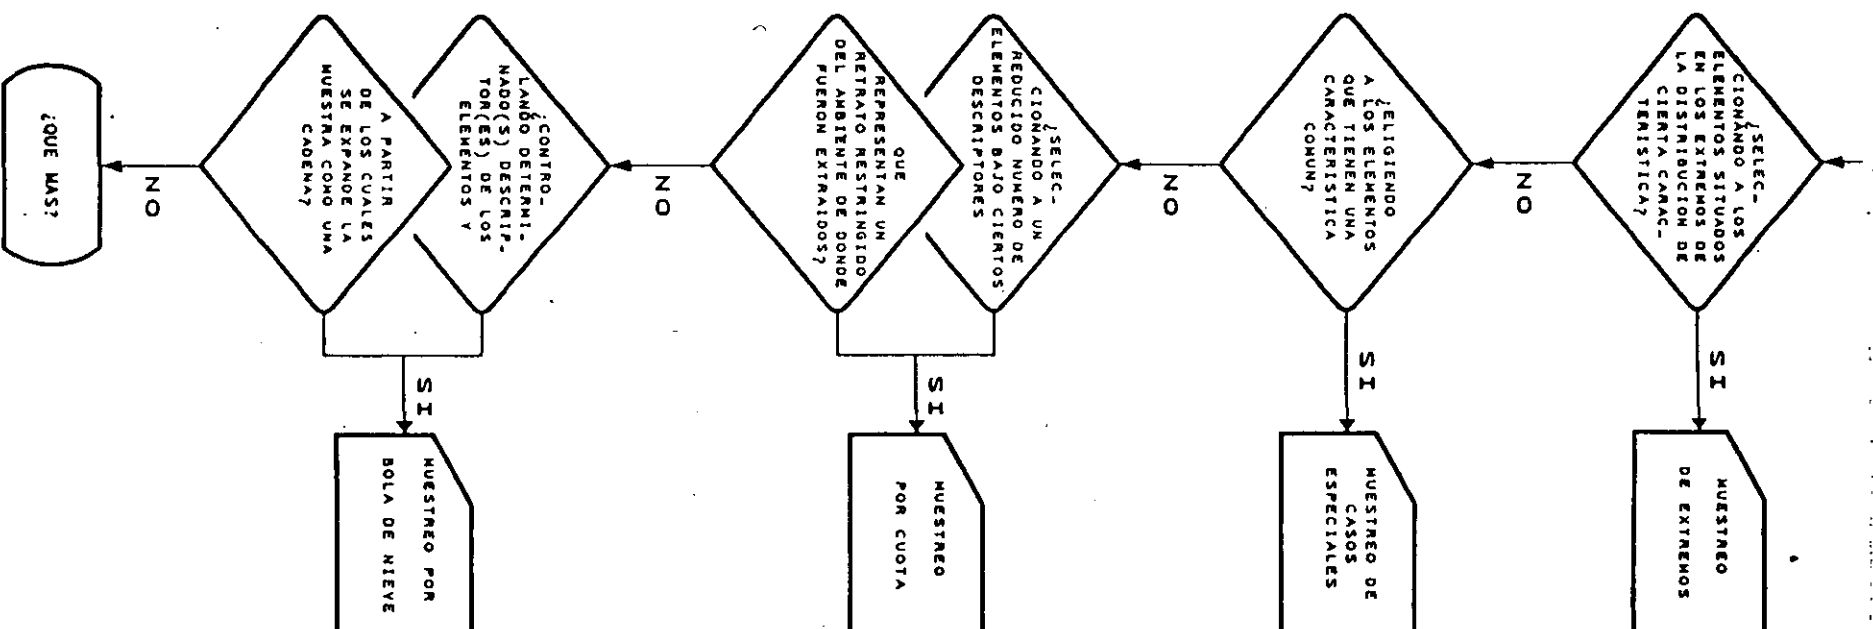 ¿SELEC-
CIONANDO A LOS
ELEMENTOS SITUADOS
EN LOS EXTREMOS DE
LA DISTRIBUCION DE
CIERTA CARAC-
TERISTICA?
SI
MUESTREO
DE EXTREMOS
NO
¿ELIGIENDO
A LOS ELEMENTOS
QUE TIENEN UNA
CARACTERISTICA
COMUN?
SI
MUESTREO DE
CASOS
ESPECIALES
NO
¿SELEC-
CIONANDO A UN
REDUCIDO NUMERO DE
ELEMENTOS BAJO CIERTOS
DESCRIPTORES
QUE
REPRESENTAN UN
RETRATO RESTRINGIDO
DEL AMBIENTE DE DONDE
FUERON EXTRAIDOS?
SI
MUESTREO
POR CUOTA
NO
¿CONTRO-
LANDO DETERMI-
NADO(S) DESCRIP-
TOR(ES) DE LOS
ELEMENTOS Y
A PARTIR
DE LOS CUALES
SE EXPANDE LA
MUESTRA COMO UNA
CADENA?
SI
MUESTREO POR
BOLA DE NIEVE
NO
¿QUE MAS?